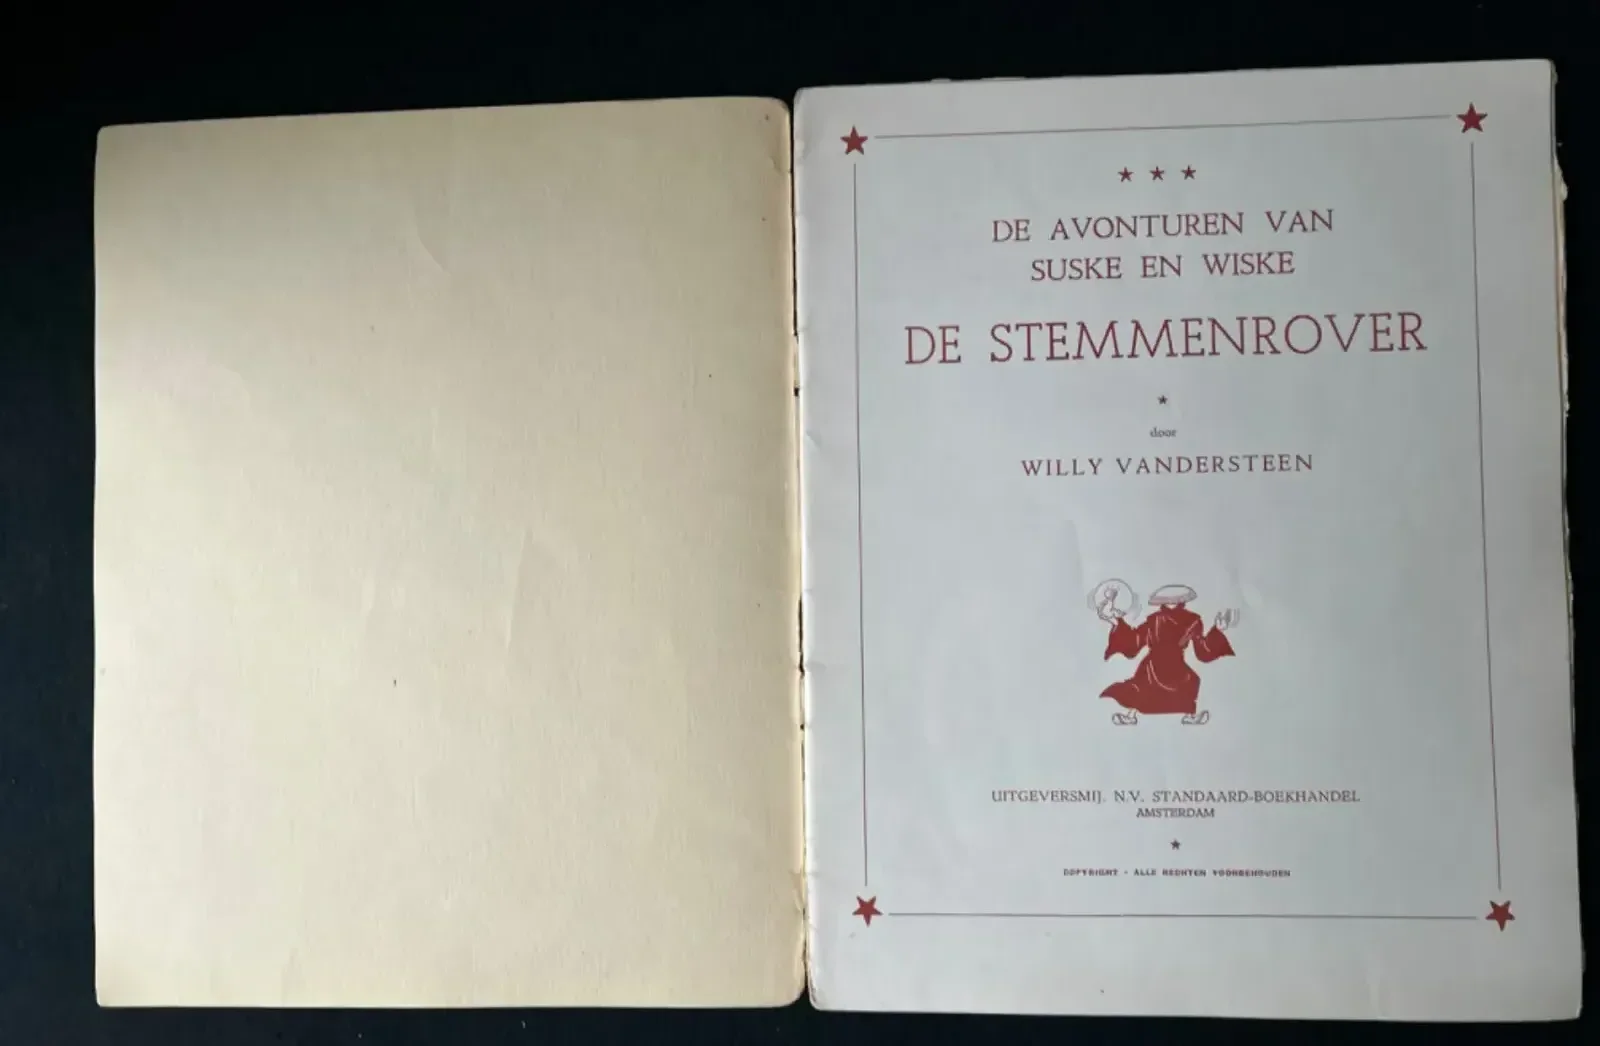 DE AVONTUREN VAN
SUSKE EN WISKE
DE STEMMENROVER
door
WILLY VANDERSTEEN
UITGEVERSMIJ. N.V. STANDAARD-BOEKHANDEL
AMSTERDAM
COPYRIGHT - ALLE RECHTEN VOORBEHOUDEN